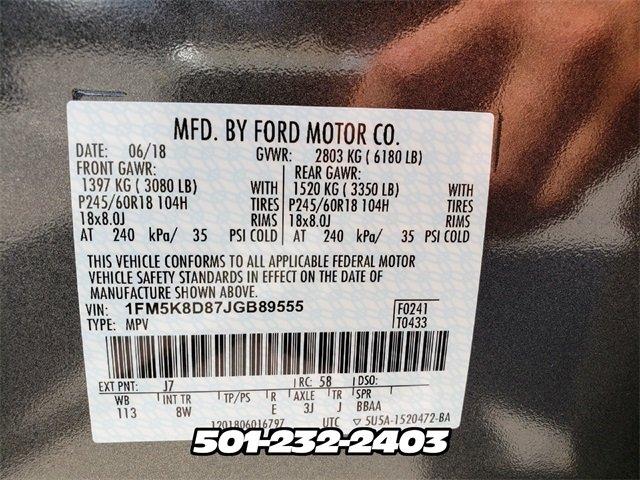 MFD. BY FORD MOTOR CO.
DATE: 06/18 GVWR: 2803 KG ( 6180 LB)
FRONT GAWR: REAR GAWR:
1397 KG ( 3080 LB) WITH 1520 KG ( 3350 LB) WITH
P245/60R18 104H TIRES P245/60R18 104H TIRES
18x8.0J RIMS 18x8.0J RIMS
AT 240 kPa/ 35 PSI COLD AT 240 kPa/ 35 PSI COLD
THIS VEHICLE CONFORMS TO ALL APPLICABLE FEDERAL MOTOR
VEHICLE SAFETY STANDARDS IN EFFECT ON THE DATE OF
MANUFACTURE SHOWN ABOVE.
VIN: 1FM5K8D87JGB89555 F0241
TYPE: MPV T0433
EXT PNT: J7 RC: 58 DSO:
WB INT TR TP/PS R AXLE TR SPR
113 8W E 3J J BBAA
1201806016797 UTC ▽ 5U5A-1520472-BA
501-232-2403